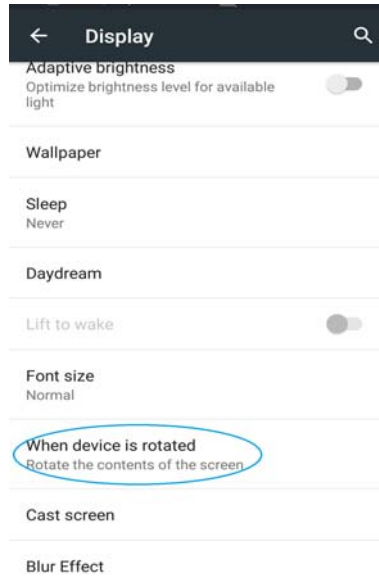 Display
Adaptive brightness
Optimize brightness level for available
light
Wallpaper
Sleep
Never
Daydream
Lift to wake
Font size
Normal
When device is rotated
Rotate the contents of the screen
Cast screen
Blur Effect